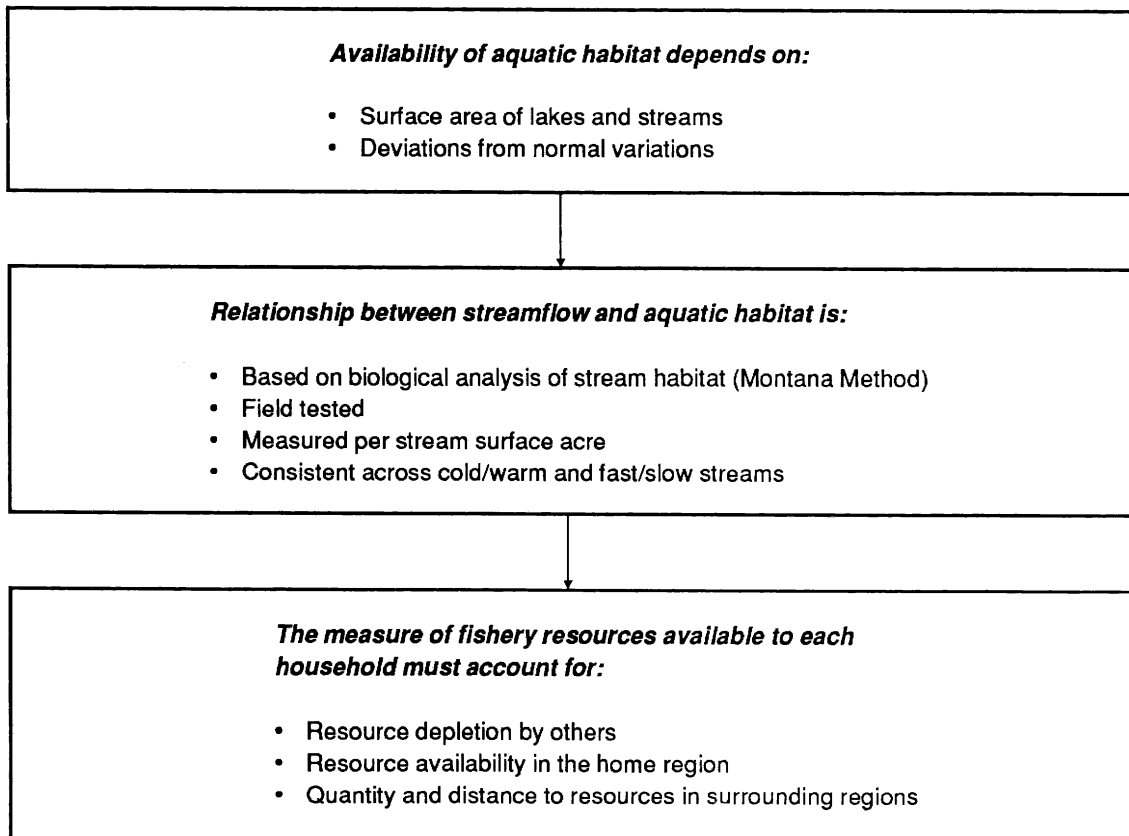 Availability of aquatic habitat depends on:
• Surface area of lakes and streams
• Deviations from normal variations
Relationship between streamflow and aquatic habitat is:
• Based on biological analysis of stream habitat (Montana Method)
• Field tested
• Measured per stream surface acre
• Consistent across cold/warm and fast/slow streams
The measure of fishery resources available to each
household must account for:
• Resource depletion by others
• Resource availability in the home region
• Quantity and distance to resources in surrounding regions